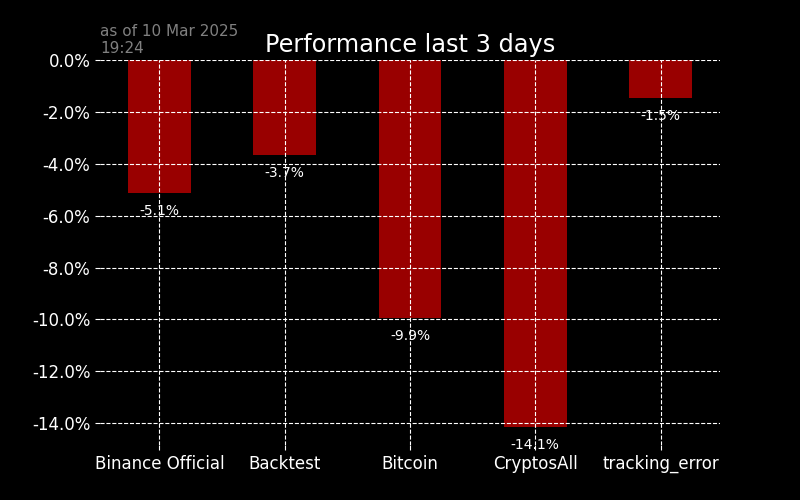 as of 10 Mar 2025
19:24
Performance last 3 days
0.0%
-2.0%
-4.0%
-6.0%
-8.0%
-10.0%
-12.0%
-14.0%
-5.1%
-3.7%
-9.9%
-14.1%
-1.5%
Binance Official
Backtest
Bitcoin
CryptosAll
tracking_error